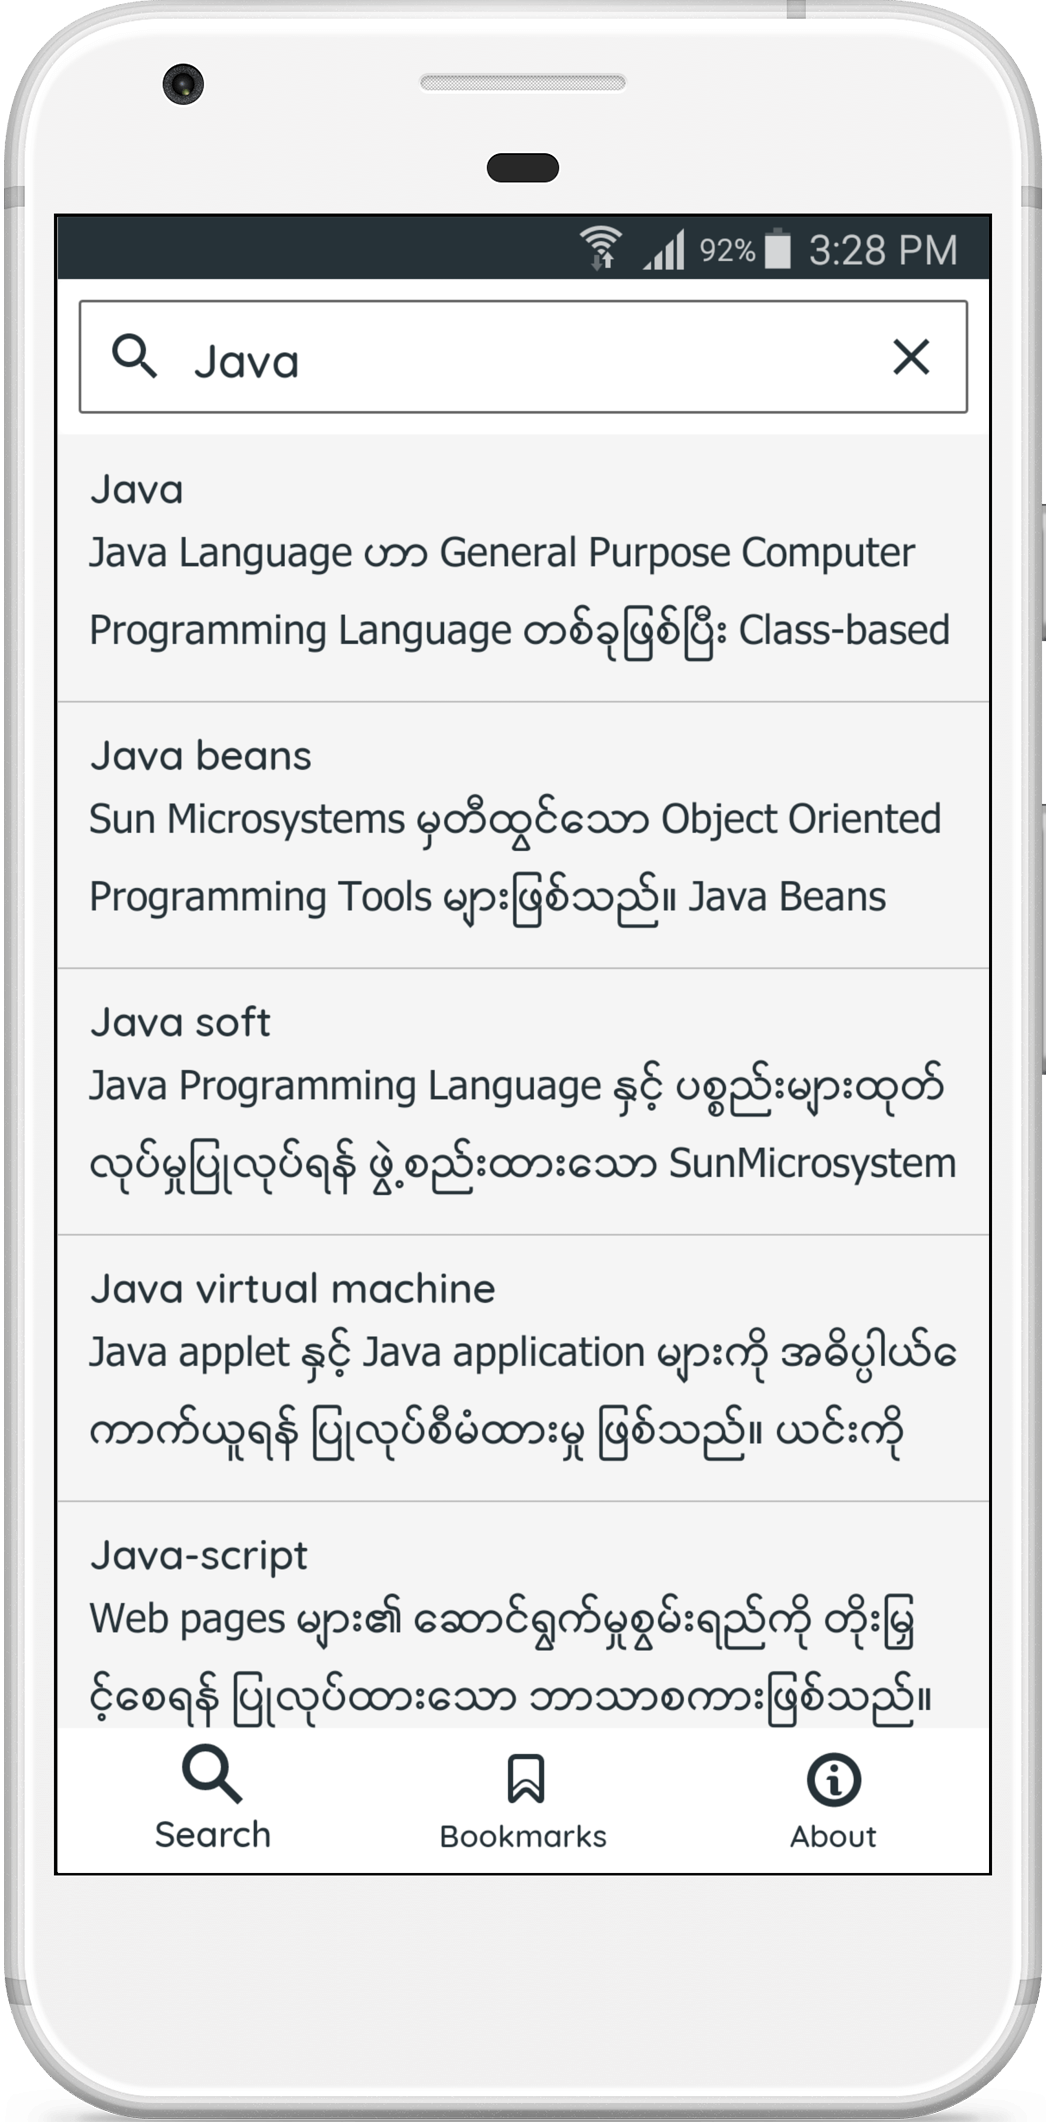 92% 3:28 PM
Java
Java
Java Language ဟာ General Purpose Computer
Programming Language တစ်ခုဖြစ်ပြီး Class-based
Java beans
Sun Microsystems မှတီထွင်သော Object Oriented
Programming Tools များဖြစ်သည်။ Java Beans
Java soft
Java Programming Language နှင့် ပစ္စည်းများထုတ်
လုပ်မှုပြုလုပ်ရန် ဖွဲ့စည်းထားသော SunMicrosystem
Java virtual machine
Java applet နှင့် Java application များကို အဓိပ္ပါယ်ေ
ကာက်ယူရန် ပြုလုပ်စီမံထားမှု ဖြစ်သည်။ ယင်းကို
Java-script
Web pages များ၏ ဆောင်ရွက်မှုစွမ်းရည်ကို တိုးမြှ
င့်စေရန် ပြုလုပ်ထားသော ဘာသာစကားဖြစ်သည်။
Search Bookmarks About